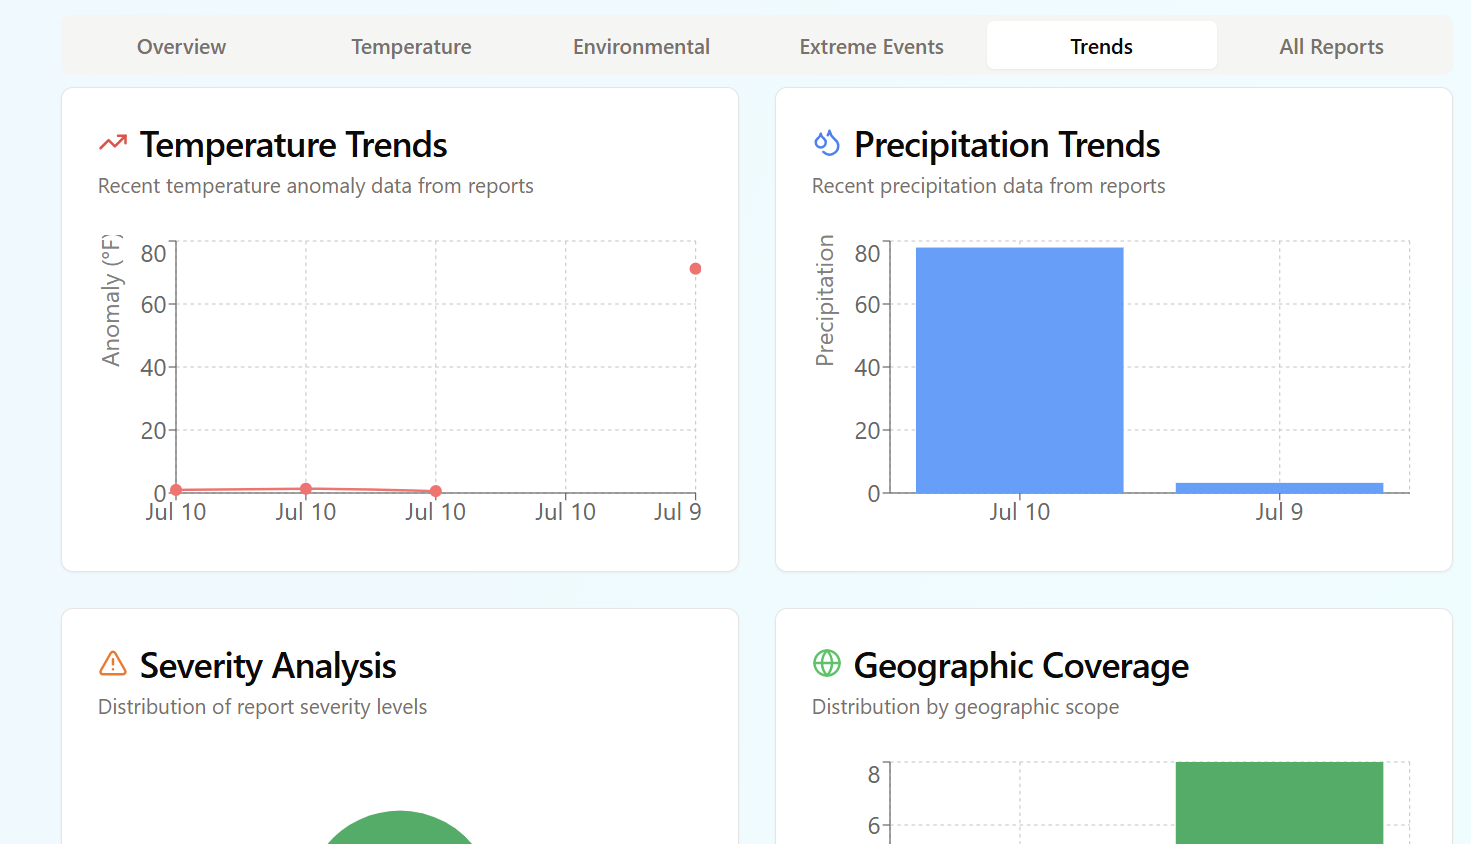 Overview Temperature Environmental Extreme Events Trends All Reports
Temperature Trends
Recent temperature anomaly data from reports
Anomaly (°F)
80
60
40
20
0
Jul 10 Jul 10 Jul 10 Jul 10 Jul 9
Precipitation Trends
Recent precipitation data from reports
Precipitation
80
60
40
20
0
Jul 10 Jul 9
Severity Analysis
Distribution of report severity levels
Geographic Coverage
Distribution by geographic scope
8
6